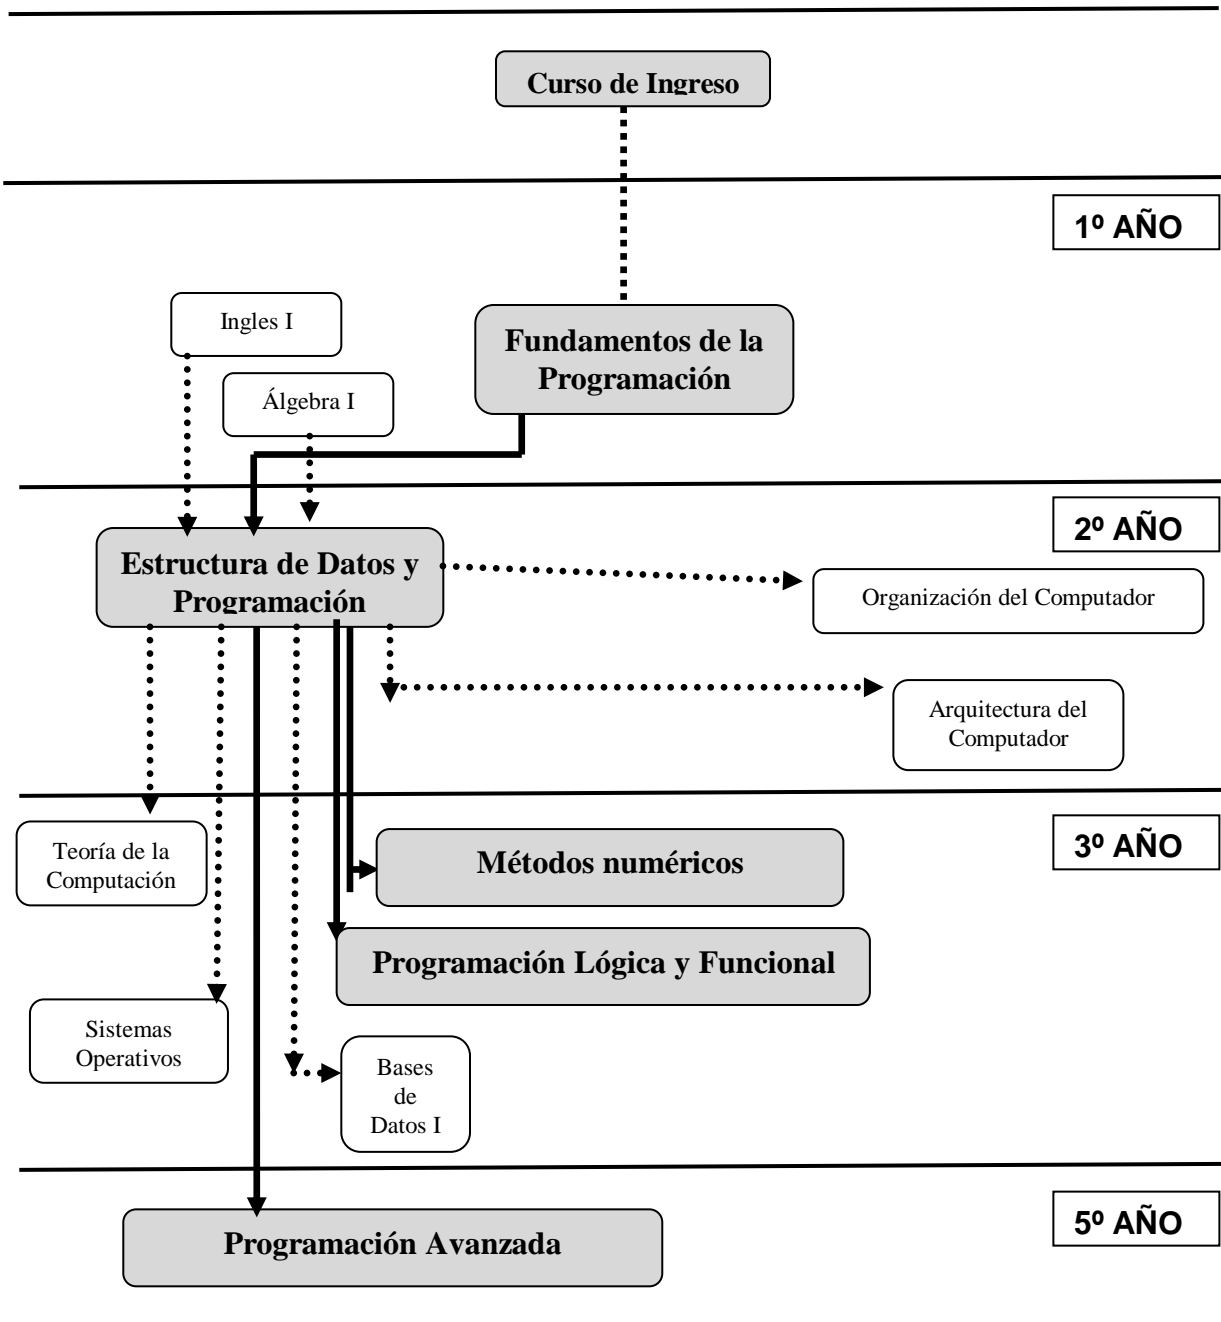 Curso de Ingreso
1º AÑO
Ingles I
Fundamentos de la
Programación
Álgebra I
2º AÑO
Estructura de Datos y
Programación
Organización del Computador
Arquitectura del
Computador
3º AÑO
Teoría de la
Computación
Métodos numéricos
Programación Lógica y Funcional
Sistemas
Operativos
Bases
de
Datos I
5º AÑO
Programación Avanzada